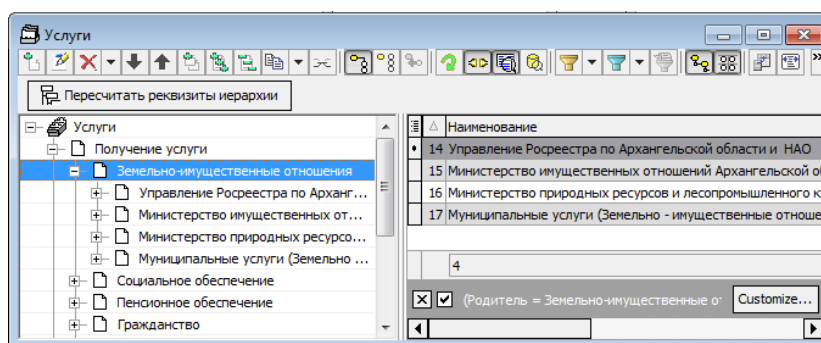 Услуги
Пересчитать реквизиты иерархии
Услуги
Получение услуги
Земельно-имущественные отношения
Управление Росреестра по Арханг...
Министерство имущественных от...
Министерство природных ресурсо...
Муниципальные услуги (Земельно ...
Социальное обеспечение
Пенсионное обеспечение
Гражданство
Наименование
14 Управление Росреестра по Архангельской области и НАО
15 Министерство имущественных отношений Архангельской об
16 Министерство природных ресурсов и лесопромышленного к
17 Муниципальные услуги (Земельно - имущественные отноше
4
(Родитель = Земельно-имущественные от
Customize...